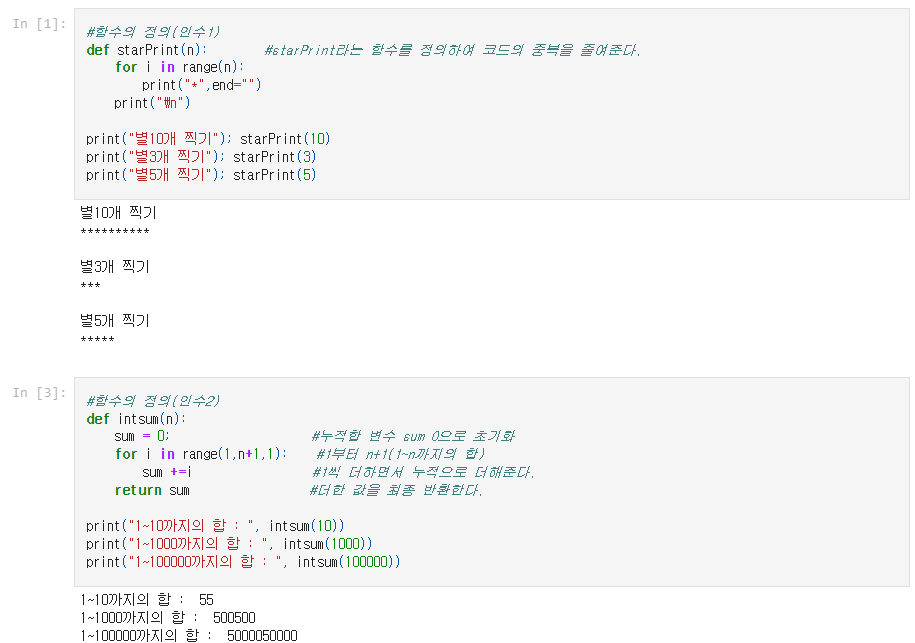 In [1]:
#함수의 정의(인수1)
def starPrint(n):        #starPrint라는 함수를 정의하여 코드의 중복을 줄여준다.
    for i in range(n):
        print("*",end="")
    print("₩n")

print("별10개 찍기"); starPrint(10)
print("별3개 찍기"); starPrint(3)
print("별5개 찍기"); starPrint(5)
별10개 찍기
**********
별3개 찍기
***
별5개 찍기
*****
In [3]:
#함수의 정의(인수2)
def intsum(n):
    sum = 0;                    #누적합 변수 sum 0으로 초기화
    for i in range(1,n+1,1):    #1부터 n+1(1~n까지의 합)
        sum +=i                 #1씩 더하면서 누적으로 더해준다.
    return sum                 #더한 값을 최종 반환한다.

print("1~10까지의 합 : ", intsum(10))
print("1~1000까지의 합 : ", intsum(1000))
print("1~100000까지의 합 : ", intsum(100000))
1~10까지의 합 :  55
1~1000까지의 합 :  500500
1~100000까지의 합 :  5000050000